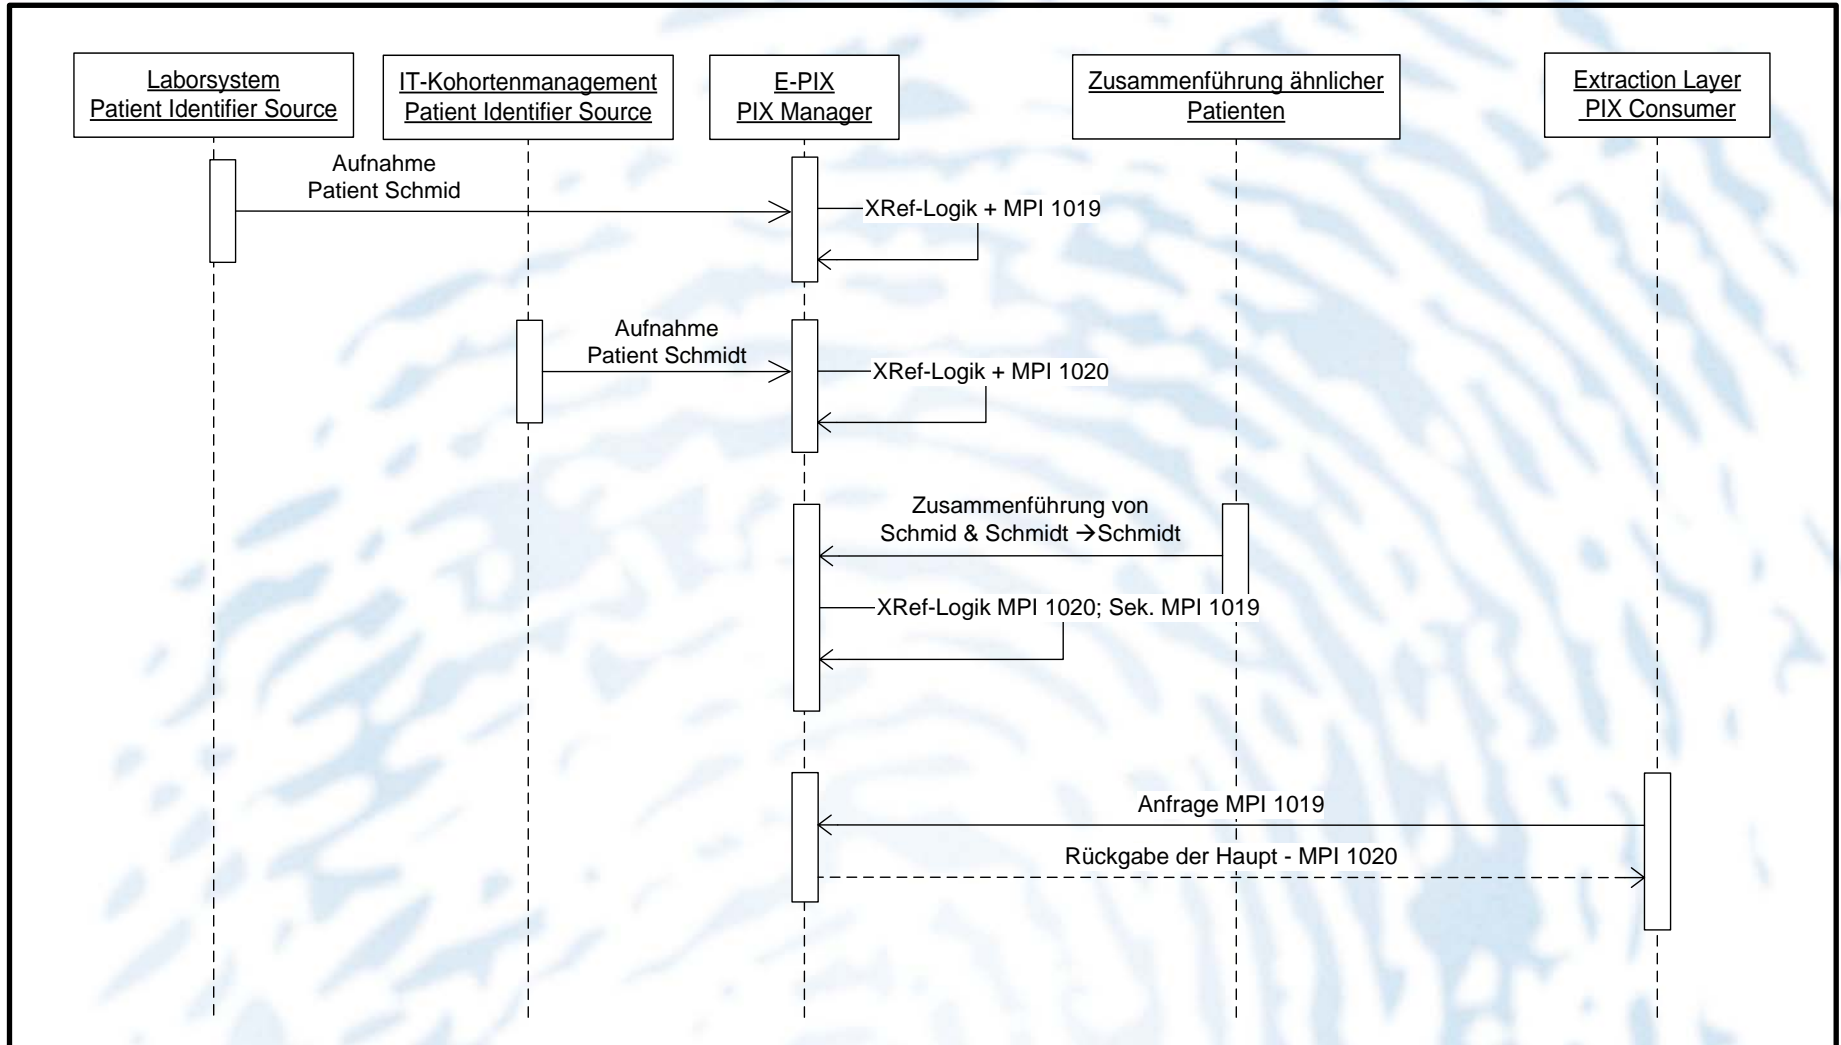 Laborsystem
Patient Identifier Source
IT-Kohortenmanagement
Patient Identifier Source
E-PIX
PIX Manager
Zusammenführung ähnlicher
Patienten
Extraction Layer
PIX Consumer
Aufnahme
Patient Schmid
XRef-Logik + MPI 1019
Aufnahme
Patient Schmidt
XRef-Logik + MPI 1020
Zusammenführung von
Schmid & Schmidt →Schmidt
XRef-Logik MPI 1020; Sek. MPI 1019
Anfrage MPI 1019
Rückgabe der Haupt - MPI 1020